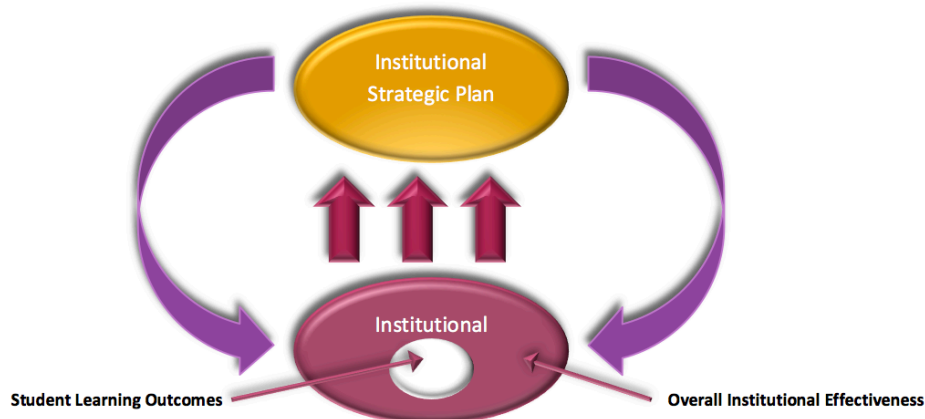 Institutional
Strategic Plan
Institutional
Student Learning Outcomes
Overall Institutional Effectiveness